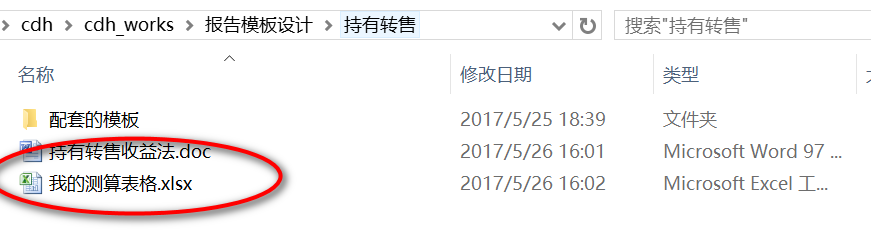 cdh > cdh_works > 报告模板设计 > 持有转售 搜索"持有转售"
名称 修改日期 类型
配套的模板 2017/5/25 18:39 文件夹
持有转售收益法.doc 2017/5/26 16:01 Microsoft Word 97 ...
我的测算表格.xlsx 2017/5/26 16:02 Microsoft Excel 工...